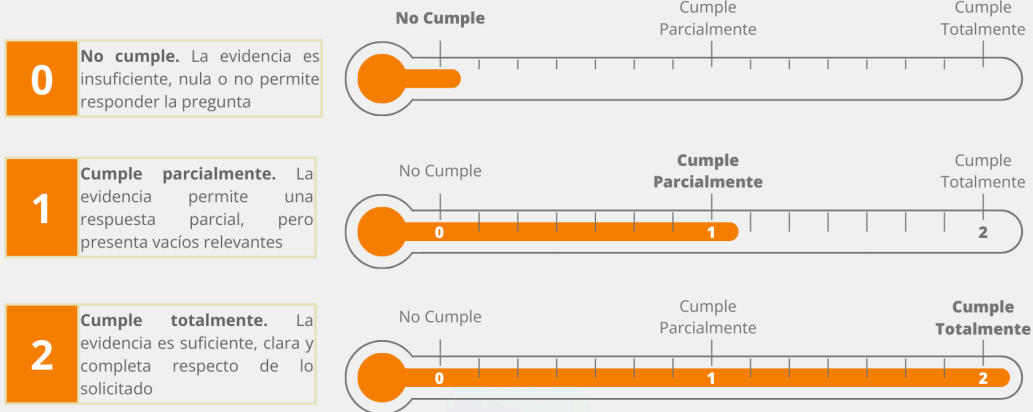 No Cumple
Cumple
Parcialmente
Cumple
Totalmente
0
No cumple. La evidencia es
insuficiente, nula o no permite
responder la pregunta
No Cumple
Cumple
Parcialmente
Cumple
Totalmente
1
Cumple parcialmente. La
evidencia permite una
respuesta parcial, pero
presenta vacíos relevantes
0 1 2
No Cumple
Cumple
Parcialmente
Cumple
Totalmente
2
Cumple totalmente. La
evidencia es suficiente, clara y
completa respecto de lo
solicitado
0 1 2